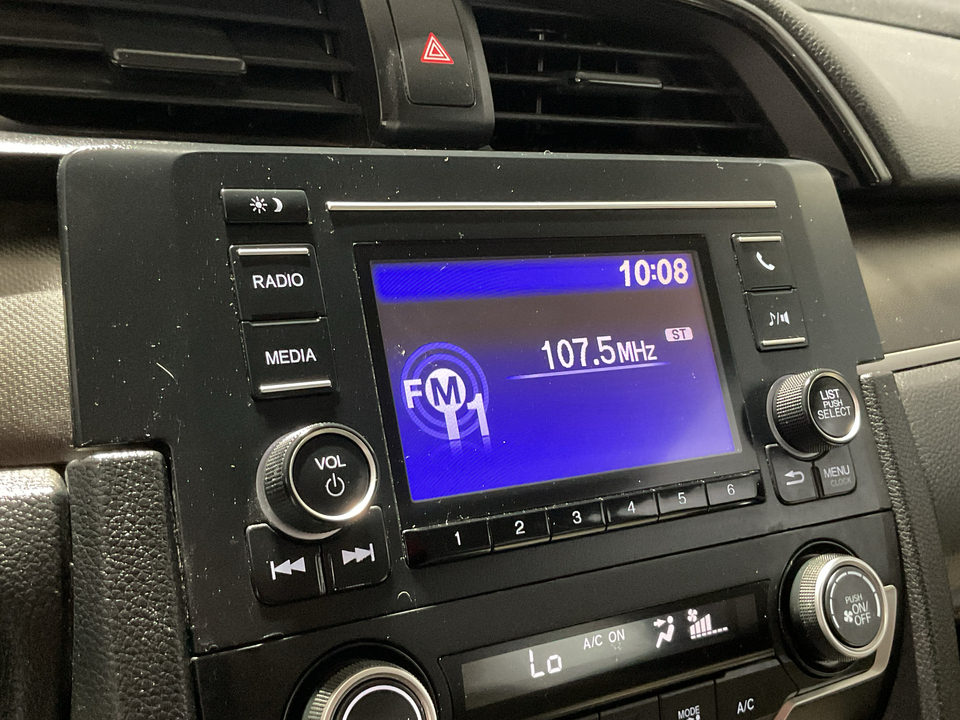 RADIO
MEDIA
VOL
10:08
ST
107.5MHz
FM1
LIST
PUSH
SELECT
MENU
CLOCK
1 2 3 4 5 6
A/C ON
Lo
PUSH
ON/
OFF
MODE
A/C